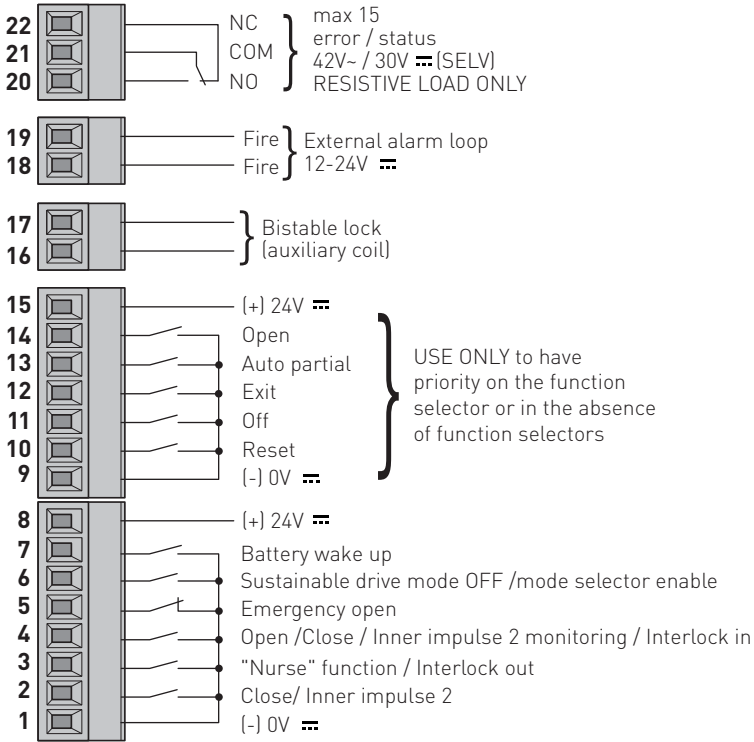 22 NC
21 COM
20 NO
max 15
error / status
42V~ / 30V ⎓ (SELV)
RESISTIVE LOAD ONLY
19 Fire
18 Fire
External alarm loop
12-24V ⎓
17
16
Bistable lock
(auxiliary coil)
15 (+) 24V ⎓
14 Open
13 Auto partial
12 Exit
11 Off
10 Reset
9 (-) 0V ⎓
USE ONLY to have
priority on the function
selector or in the absence
of function selectors
8 (+) 24V ⎓
7 Battery wake up
6 Sustainable drive mode OFF /mode selector enable
5 Emergency open
4 Open /Close / Inner impulse 2 monitoring / Interlock in
3 "Nurse" function / Interlock out
2 Close/ Inner impulse 2
1 (-) 0V ⎓